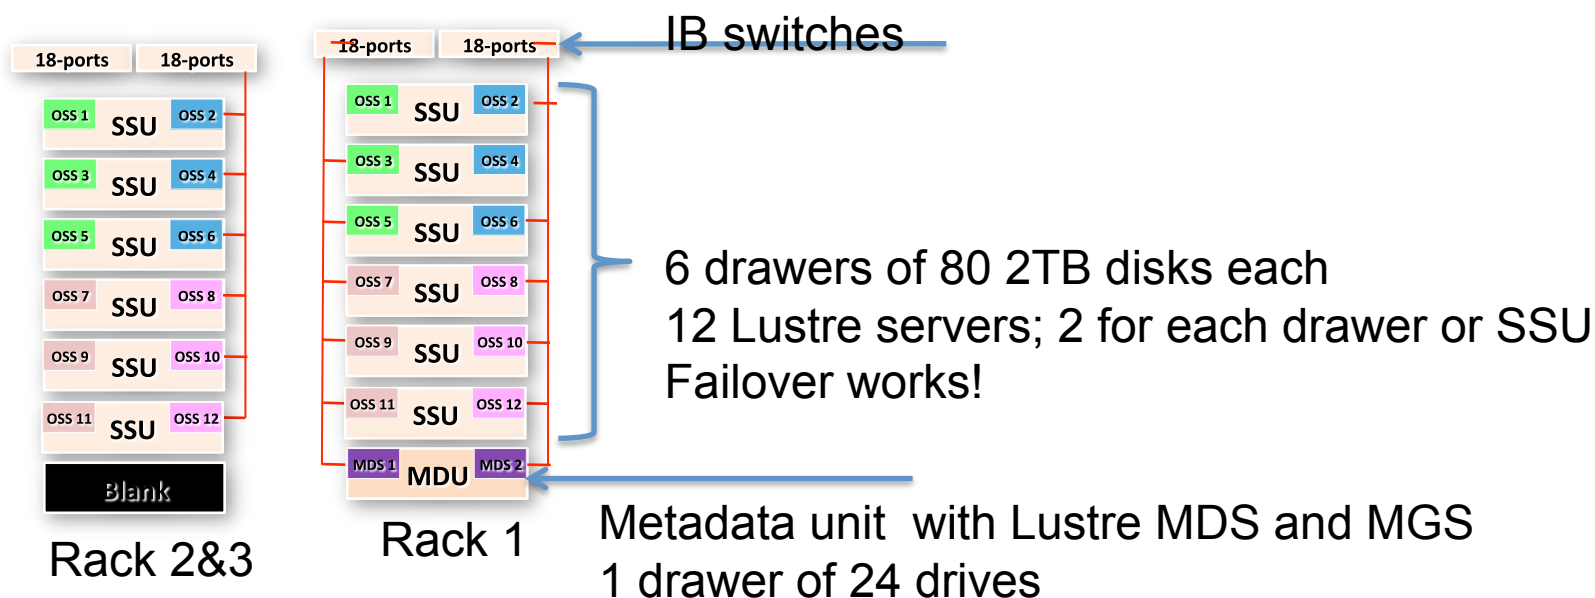 18-ports 18-ports
OSS 1 SSU OSS 2
OSS 3 SSU OSS 4
OSS 5 SSU OSS 6
OSS 7 SSU OSS 8
OSS 9 SSU OSS 10
OSS 11 SSU OSS 12
Blank
Rack 2&3
18-ports 18-ports
OSS 1 SSU OSS 2
OSS 3 SSU OSS 4
OSS 5 SSU OSS 6
OSS 7 SSU OSS 8
OSS 9 SSU OSS 10
OSS 11 SSU OSS 12
MDS 1 MDU MDS 2
Rack 1
IB switches
6 drawers of 80 2TB disks each
12 Lustre servers; 2 for each drawer or SSU
Failover works!
Metadata unit with Lustre MDS and MGS
1 drawer of 24 drives